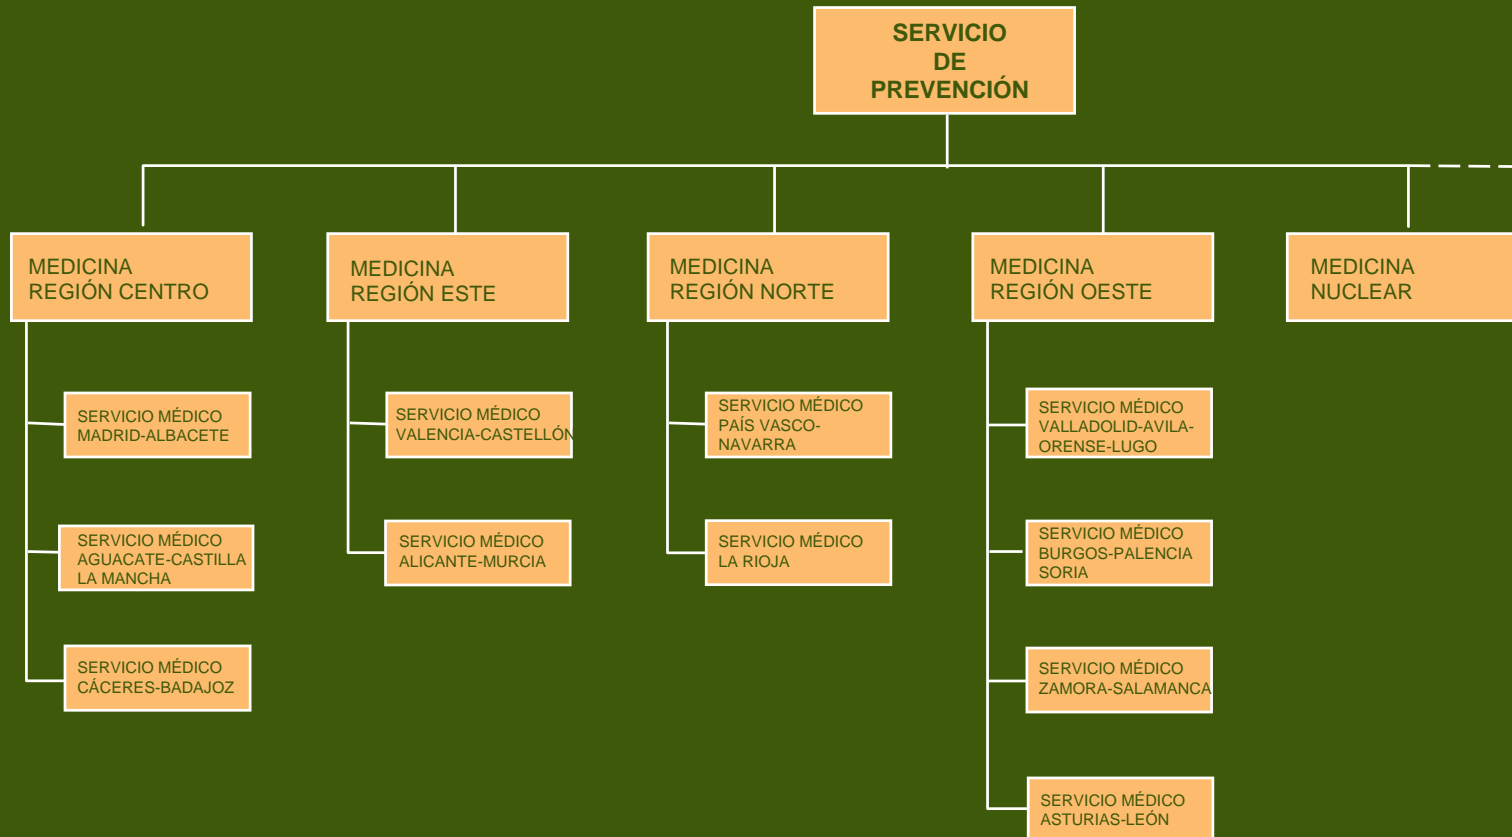 SERVICIO
DE
PREVENCIÓN
MEDICINA
REGIÓN CENTRO
MEDICINA
REGIÓN ESTE
MEDICINA
REGIÓN NORTE
MEDICINA
REGIÓN OESTE
MEDICINA
NUCLEAR
SERVICIO MÉDICO
MADRID-ALBACETE
SERVICIO MÉDICO
VALENCIA-CASTELLÓN
SERVICIO MÉDICO
PAÍS VASCO-
NAVARRA
SERVICIO MÉDICO
VALLADOLID-AVILA-
ORENSE-LUGO
SERVICIO MÉDICO
AGUACATE-CASTILLA
LA MANCHA
SERVICIO MÉDICO
ALICANTE-MURCIA
SERVICIO MÉDICO
LA RIOJA
SERVICIO MÉDICO
BURGOS-PALENCIA
SORIA
SERVICIO MÉDICO
CÁCERES-BADAJOZ
SERVICIO MÉDICO
ZAMORA-SALAMANCA
SERVICIO MÉDICO
ASTURIAS-LEÓN